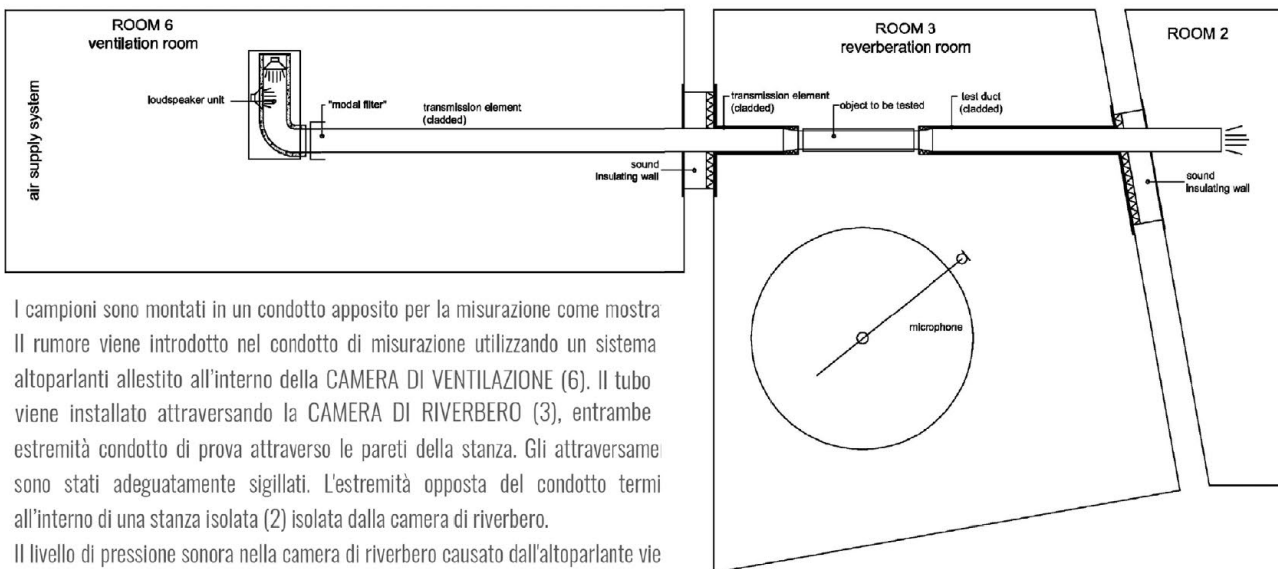 ROOM 6
ventilation room
air supply system
loudspeaker unit
"modal filter"
transmission element
(cladded)
sound
insulating wall
ROOM 3
reverberation room
transmission element
(cladded)
object to be tested
test duct
(cladded)
microphone
ROOM 2
sound
insulating wall
I campioni sono montati in un condotto apposito per la misurazione come mostra
Il rumore viene introdotto nel condotto di misurazione utilizzando un sistema
altoparlanti allestito all'interno della CAMERA DI VENTILAZIONE (6). Il tubo
viene installato attraversando la CAMERA DI RIVERBERO (3), entrambe
estremità condotto di prova attraverso le pareti della stanza. Gli attraversame
sono stati adeguatamente sigillati. L'estremità opposta del condotto termi
all'interno di una stanza isolata (2) isolata dalla camera di riverbero.
Il livello di pressione sonora nella camera di riverbero causato dall'altoparlante vie